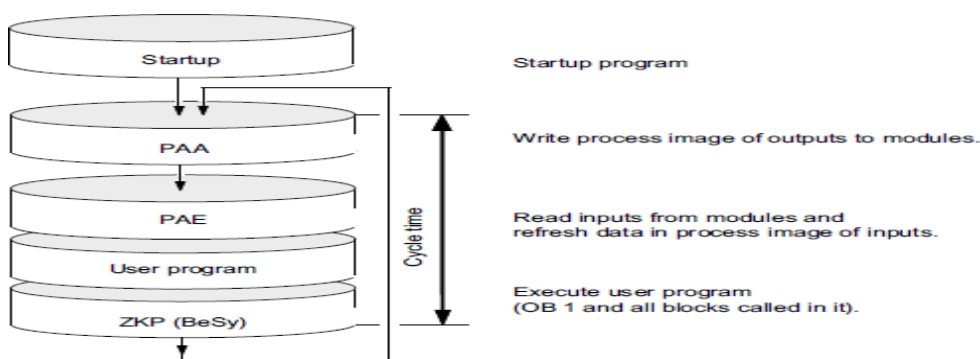 Startup
Startup program
PAA
Write process image of outputs to modules.
PAE
Read inputs from modules and
refresh data in process image of inputs.
Cycle time
User program
Execute user program
(OB 1 and all blocks called in it).
ZKP (BeSy)